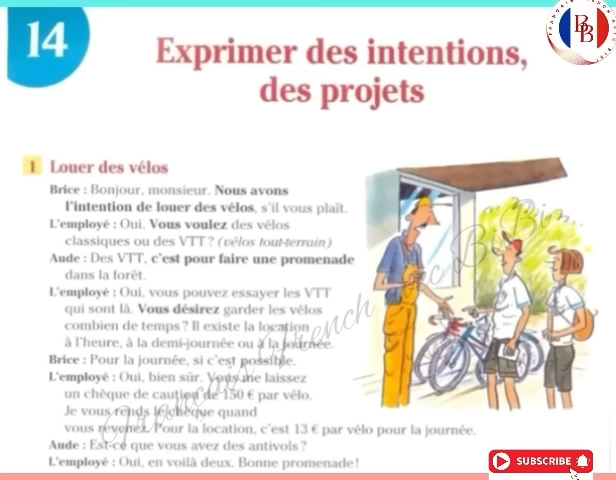 14
Exprimer des intentions,
des projets
1 Louer des vélos
Brice : Bonjour, monsieur. Nous avons
l'intention de louer des vélos, s'il vous plaît.
L'employé : Oui. Vous voulez des vélos
classiques ou des VTT ? (vélos tout-terrain)
Aude : Des VTT, c'est pour faire une promenade
dans la forêt.
L'employé : Oui, vous pouvez essayer les VTT
qui sont là. Vous désirez garder les vélos
combien de temps ? Il existe la location
à l'heure, à la demi-journée ou à la journée.
Brice : Pour la journée, si c'est possible.
L'employé : Oui, bien sûr. Vous me laissez
un chèque de caution de 150 € par vélo.
Je vous rends le chèque quand
vous revenez. Pour la location, c'est 13 € par vélo pour la journée.
Aude : Est-ce que vous avez des antivols ?
L'employé : Oui, en voilà deux. Bonne promenade !
BB
SUBSCRIBE